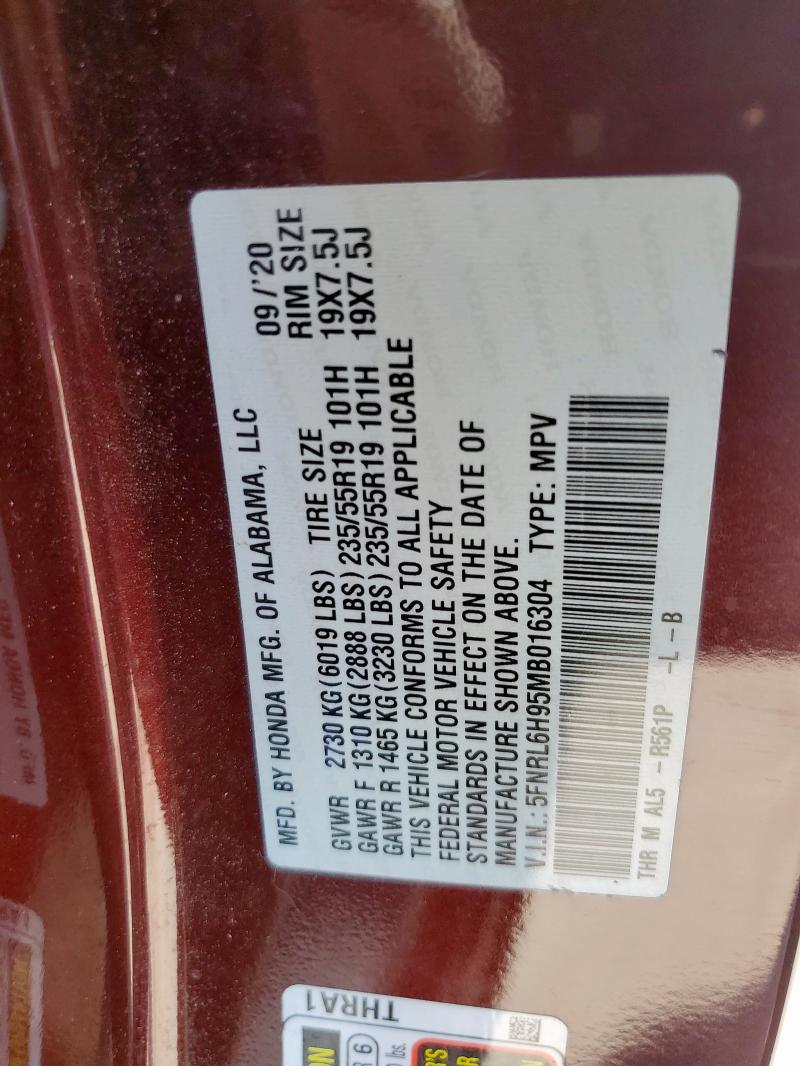 MFD. BY HONDA MFG. OF ALABAMA, LLC 09/'20
GVWR 2730 KG (6019 LBS) TIRE SIZE RIM SIZE
GAWR F 1310 KG (2888 LBS) 235/55R19 101H 19X7.5J
GAWR R 1465 KG (3230 LBS) 235/55R19 101H 19X7.5J
THIS VEHICLE CONFORMS TO ALL APPLICABLE
FEDERAL MOTOR VEHICLE SAFETY
STANDARDS IN EFFECT ON THE DATE OF
MANUFACTURE SHOWN ABOVE.
V.I.N.: 5FNRL6H95MB016304 TYPE: MPV
THR M AL5 - R561P -L -B
THRA1